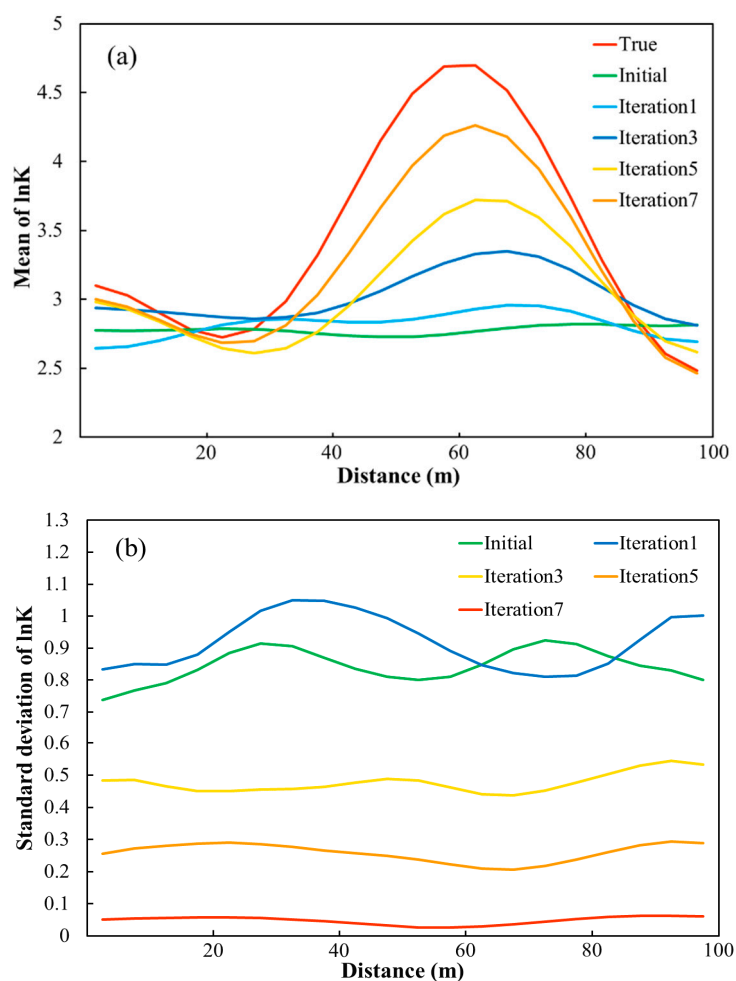 (a)
5
4.5
4
3.5
3
2.5
2
Mean of lnK
True
Initial
Iteration1
Iteration3
Iteration5
Iteration7
20
40
60
80
100
Distance (m)
(b)
1.3
1.2
1.1
1
0.9
0.8
0.7
0.6
0.5
0.4
0.3
0.2
0.1
0
Standard deviation of lnK
Initial
Iteration1
Iteration3
Iteration5
Iteration7
20
40
60
80
100
Distance (m)